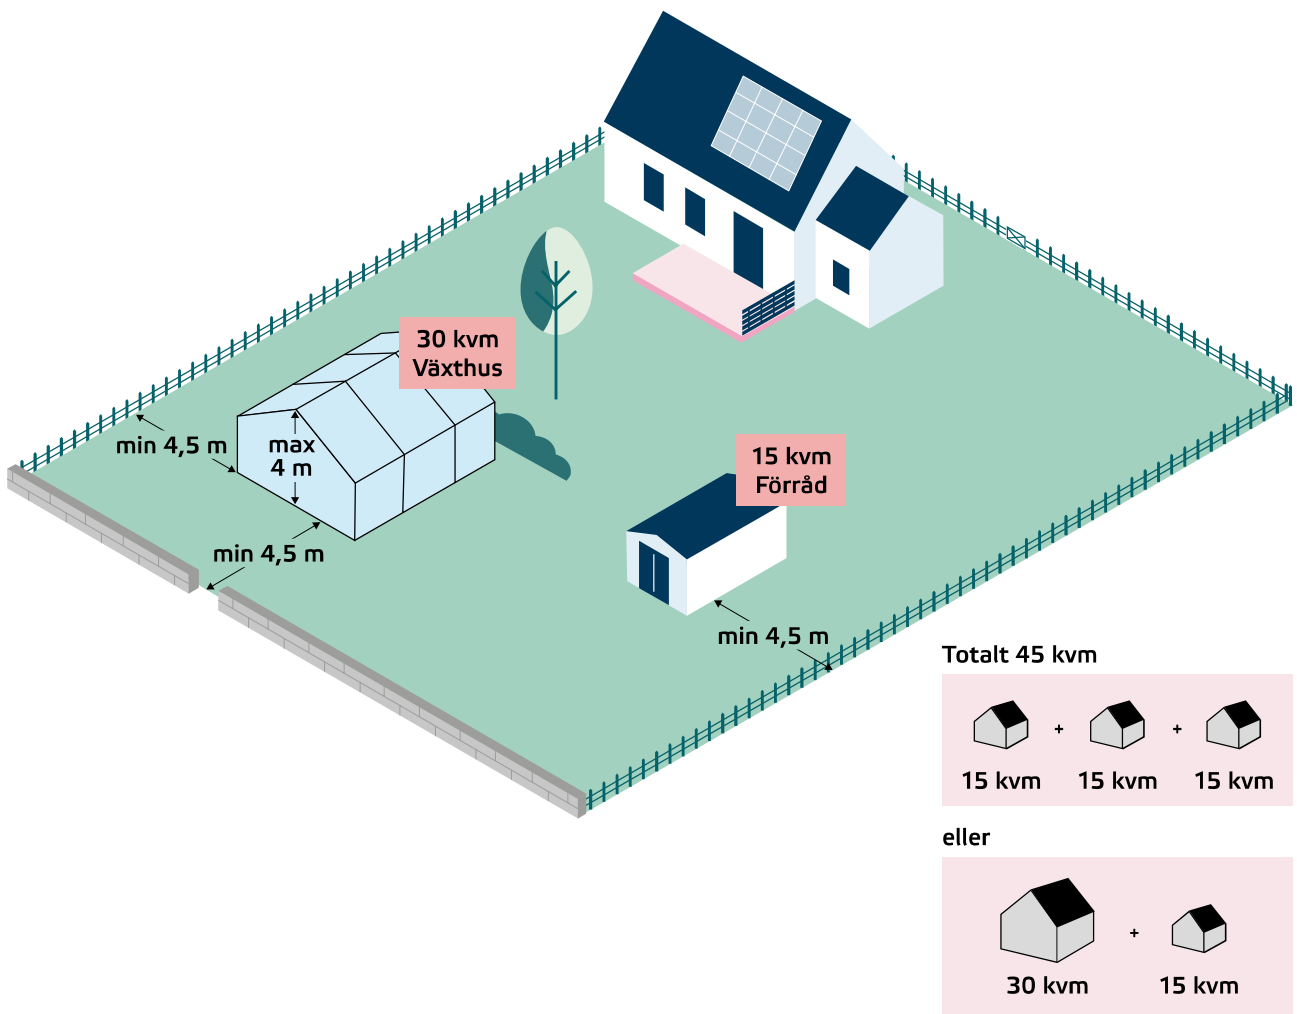 30 kvm
Växthus
min 4,5 m
max
4 m
15 kvm
Förråd
min 4,5 m
min 4,5 m
Totalt 45 kvm
+ +
15 kvm 15 kvm 15 kvm
eller
+
30 kvm 15 kvm